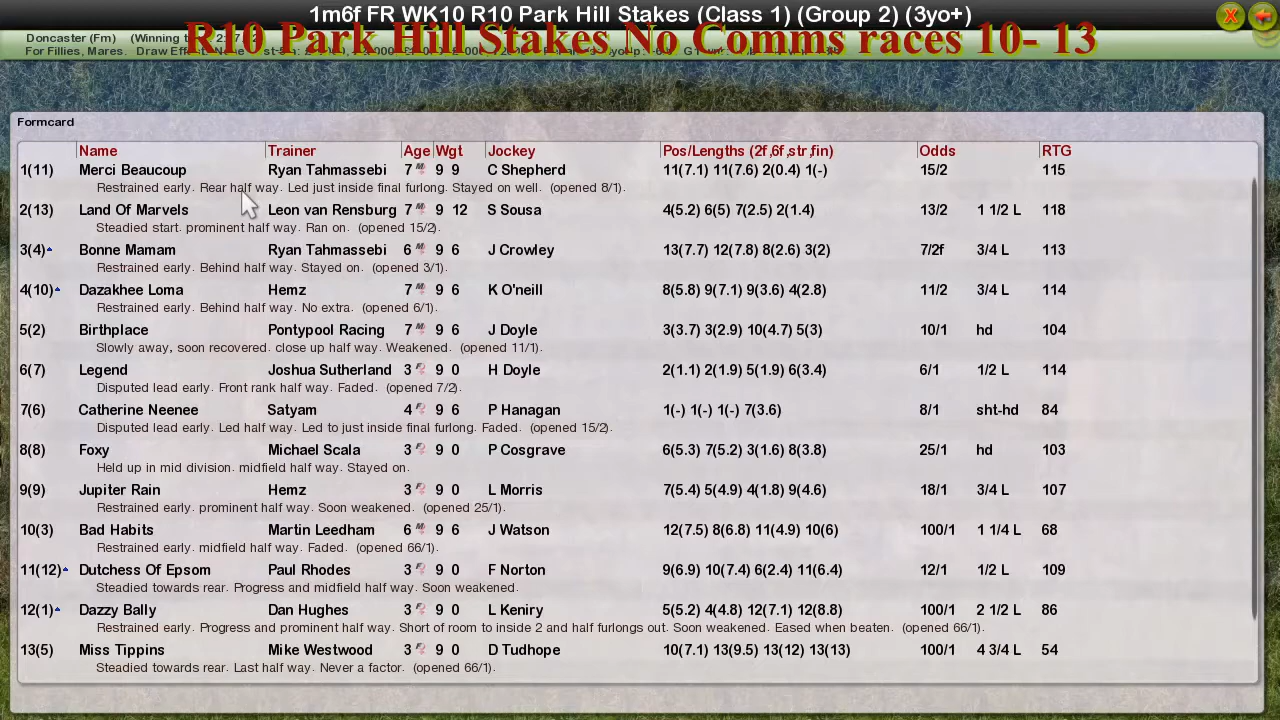 1m6f FR WK10 R10 Park Hill Stakes (Class 1) (Group 2) (3yo+)
R10 Park Hill Stakes No Comms races 10- 13
Doncaster (Fm) (Winning
For Fillies, Mares. Draw
Formcard
Name Trainer Age Wgt Jockey Pos/Lengths (2f,6f,str,fin) Odds RTG
1(11) Merci Beaucoup Ryan Tahmassebi 7 9 9 C Shepherd 11(7.1) 11(7.6) 2(0.4) 1(-) 15/2 115
Restrained early. Rear half way. Led just inside final furlong. Stayed on well. (opened 8/1).
2(13) Land Of Marvels Leon van Rensburg 7 9 12 S Sousa 4(5.2) 6(5) 7(2.5) 2(1.4) 13/2 1 1/2 L 118
Steadied start. prominent half way. Ran on. (opened 15/2).
3(4) Bonne Mamam Ryan Tahmassebi 6 9 6 J Crowley 13(7.7) 12(7.8) 8(2.6) 3(2) 7/2f 3/4 L 113
Restrained early. Behind half way. Stayed on. (opened 3/1).
4(10) Dazakhee Loma Hemz 7 9 6 K O'neill 8(5.8) 9(7.1) 9(3.6) 4(2.8) 11/2 3/4 L 114
Restrained early. Behind half way. No extra. (opened 6/1).
5(2) Birthplace Pontypool Racing 7 9 6 J Doyle 3(3.7) 3(2.9) 10(4.7) 5(3) 10/1 hd 104
Slowly away, soon recovered. close up half way. Weakened. (opened 11/1).
6(7) Legend Joshua Sutherland 3 9 0 H Doyle 2(1.1) 2(1.9) 5(1.9) 6(3.4) 6/1 1/2 L 114
Disputed lead early. Front rank half way. Faded. (opened 7/2).
7(6) Catherine Neenee Satyam 4 9 6 P Hanagan 1(-) 1(-) 1(-) 7(3.6) 8/1 sht-hd 84
Disputed lead early. Led half way. Led to just inside final furlong. Faded. (opened 15/2).
8(8) Foxy Michael Scala 3 9 0 P Cosgrave 6(5.3) 7(5.2) 3(1.6) 8(3.8) 25/1 hd 103
Held up in mid division. midfield half way. Stayed on.
9(9) Jupiter Rain Hemz 3 9 0 L Morris 7(5.4) 5(4.9) 4(1.8) 9(4.6) 18/1 3/4 L 107
Restrained early. prominent half way. Soon weakened. (opened 25/1).
10(3) Bad Habits Martin Leedham 6 9 6 J Watson 12(7.5) 8(6.8) 11(4.9) 10(6) 100/1 1 1/4 L 68
Restrained early. midfield half way. Faded. (opened 66/1).
11(12) Dutchess Of Epsom Paul Rhodes 3 9 0 F Norton 9(6.9) 10(7.4) 6(2.4) 11(6.4) 12/1 1/2 L 109
Steadied towards rear. Progress and midfield half way. Soon weakened.
12(1) Dazzy Bally Dan Hughes 3 9 0 L Keniry 5(5.2) 4(4.8) 12(7.1) 12(8.8) 100/1 2 1/2 L 86
Restrained early. Progress and prominent half way. Short of room to inside 2 and half furlongs out. Soon weakened. Eased when beaten. (opened 66/1).
13(5) Miss Tippins Mike Westwood 3 9 0 D Tudhope 10(7.1) 13(9.5) 13(12) 13(13) 100/1 4 3/4 L 54
Steadied towards rear. Last half way. Never a factor. (opened 66/1).